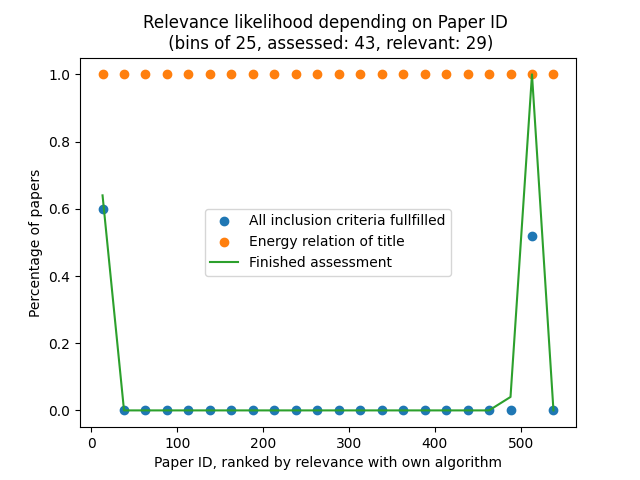 Relevance likelihood depending on Paper ID
(bins of 25, assessed: 43, relevant: 29)
1.0
0.8
0.6
0.4
0.2
0.0
Percentage of papers
All inclusion criteria fullfilled
Energy relation of title
Finished assessment
0 100 200 300 400 500
Paper ID, ranked by relevance with own algorithm